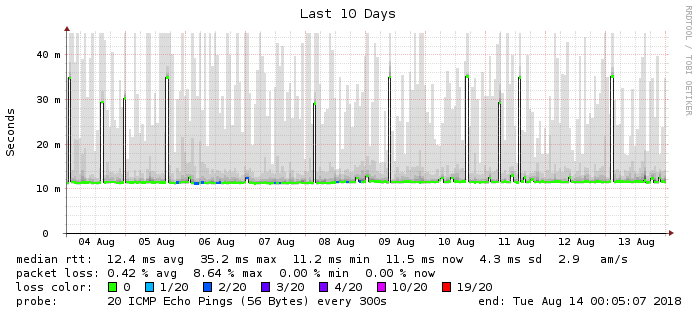 Last 10 Days
RRDTOOL / TOBI OETIKER
Seconds
40 m
30 m
20 m
10 m
0
04 Aug 05 Aug 06 Aug 07 Aug 08 Aug 09 Aug 10 Aug 11 Aug 12 Aug 13 Aug
median rtt: 12.4 ms avg 35.2 ms max 11.2 ms min 11.5 ms now 4.3 ms sd 2.9 am/s
packet loss: 0.42 % avg 8.64 % max 0.00 % min 0.00 % now
loss color: 0 1/20 2/20 3/20 4/20 10/20 19/20
probe: 20 ICMP Echo Pings (56 Bytes) every 300s end: Tue Aug 14 00:05:07 2018